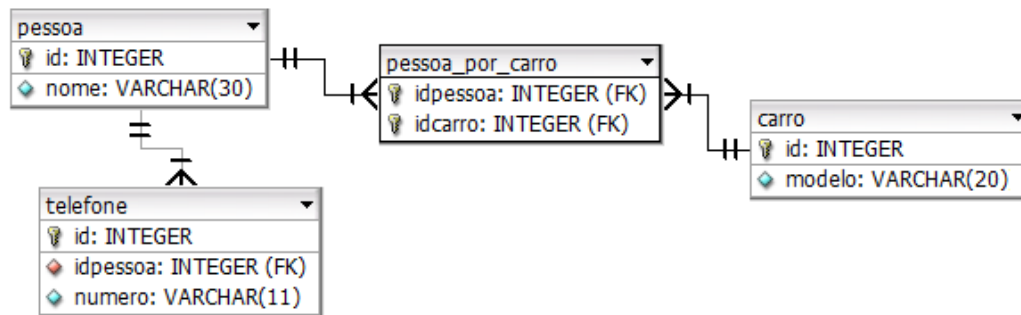 pessoa
id: INTEGER
nome: VARCHAR(30)
pessoa_por_carro
idpessoa: INTEGER (FK)
idcarro: INTEGER (FK)
carro
id: INTEGER
modelo: VARCHAR(20)
telefone
id: INTEGER
idpessoa: INTEGER (FK)
numero: VARCHAR(11)